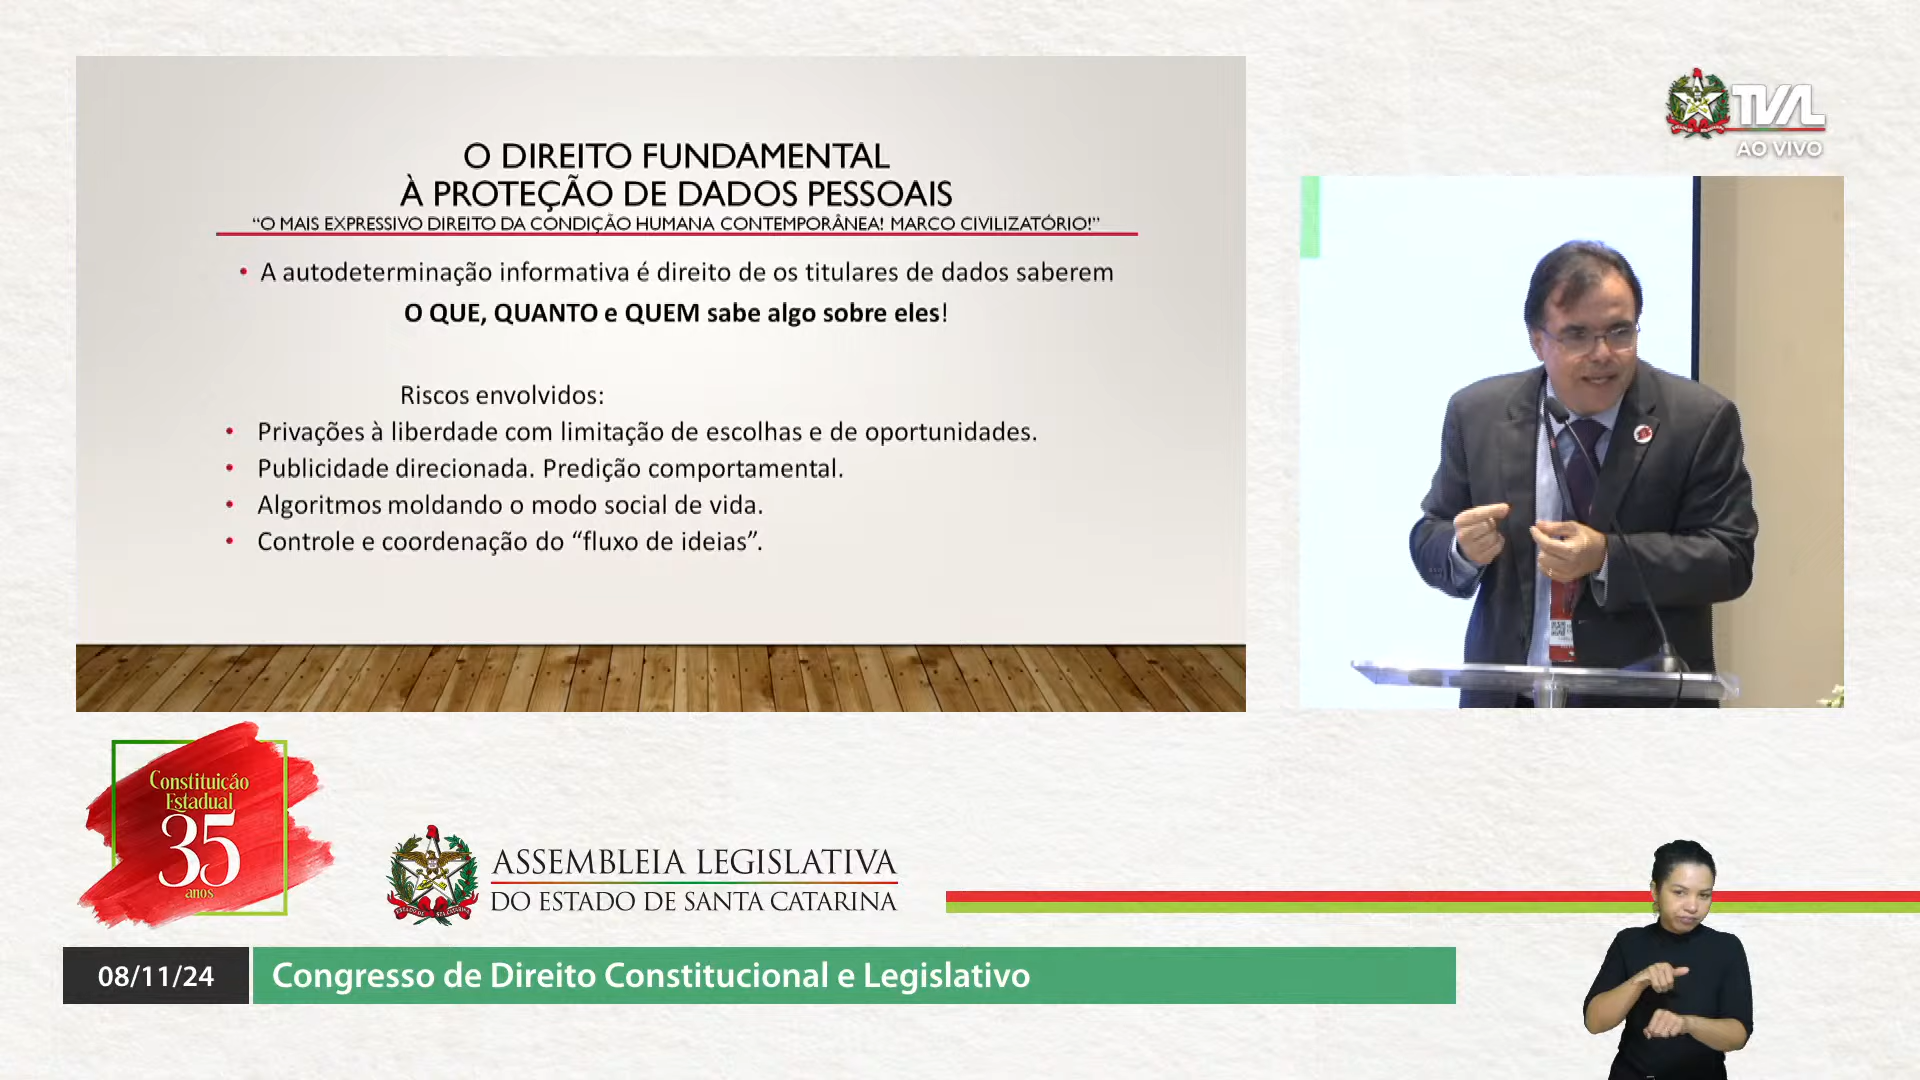 O DIREITO FUNDAMENTAL
À PROTEÇÃO DE DADOS PESSOAIS
“O MAIS EXPRESSIVO DIREITO DA CONDIÇÃO HUMANA CONTEMPORÂNEA! MARCO CIVILIZATÓRIO!”
• A autodeterminação informativa é direito de os titulares de dados saberem
O QUE, QUANTO e QUEM sabe algo sobre eles!
Riscos envolvidos:
• Privações à liberdade com limitação de escolhas e de oportunidades.
• Publicidade direcionada. Predição comportamental.
• Algoritmos moldando o modo social de vida.
• Controle e coordenação do “fluxo de ideias”.
TVAL
AO VIVO
Constituição
Estadual
35
anos
ASSEMBLEIA LEGISLATIVA
DO ESTADO DE SANTA CATARINA
08/11/24
Congresso de Direito Constitucional e Legislativo